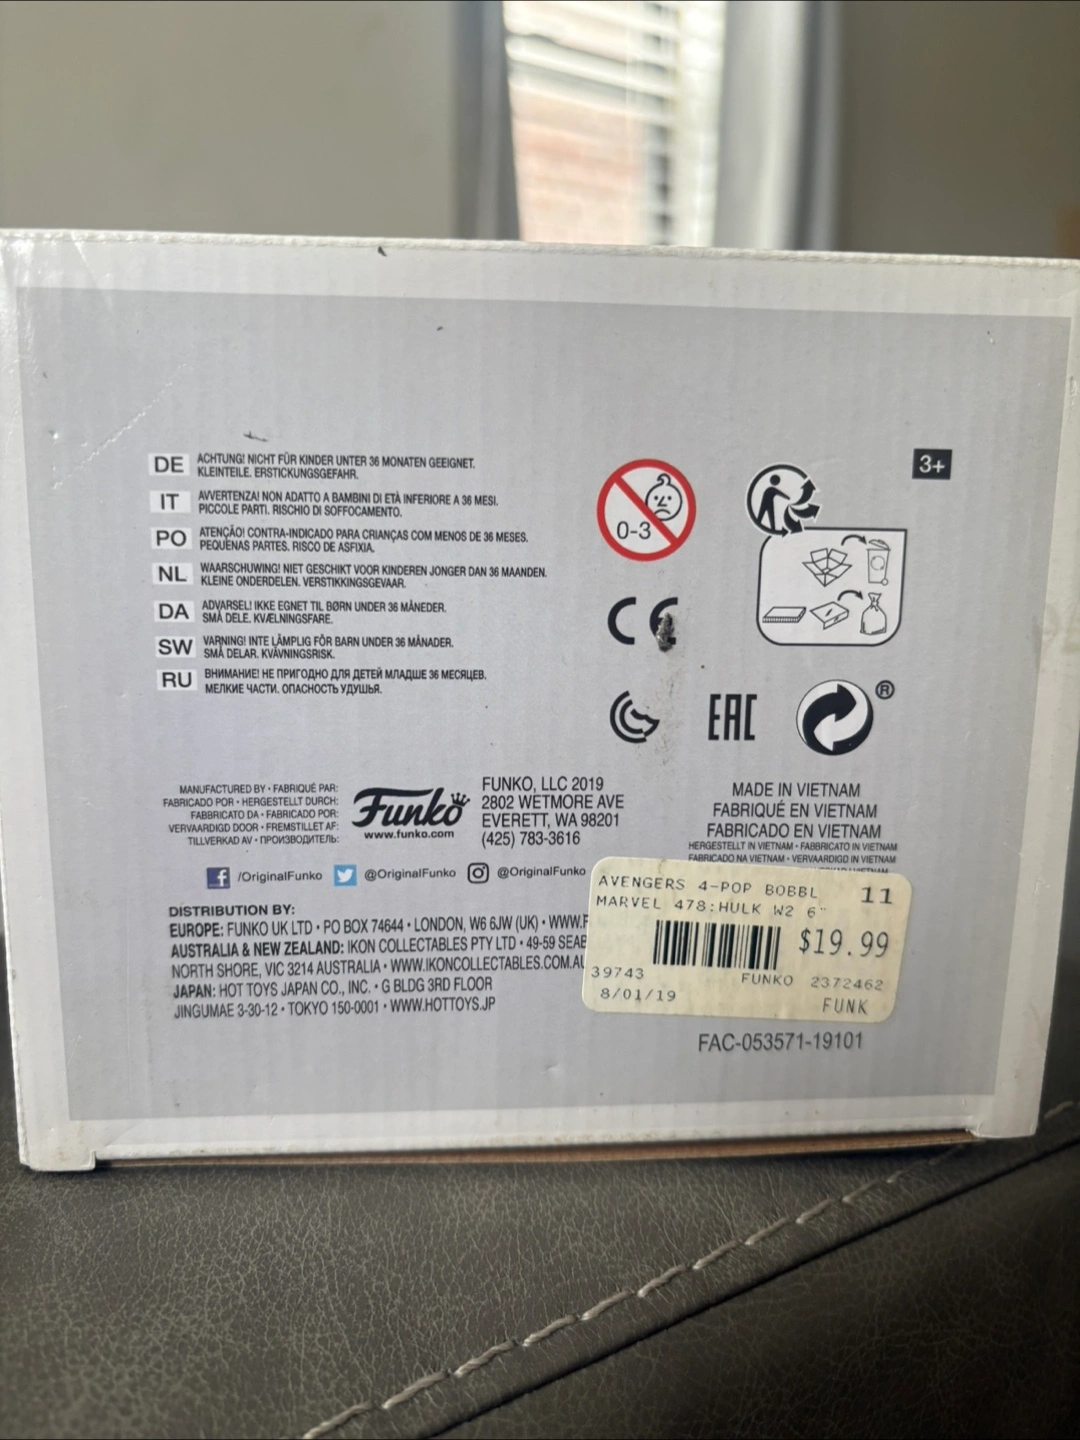 3+
DE ACHTUNG! NICHT FÜR KINDER UNTER 36 MONATEN GEEIGNET.
KLEINTEILE. ERSTICKUNGSGEFAHR.
IT AVVERTENZA! NON ADATTO A BAMBINI DI ETÀ INFERIORE A 36 MESI.
PICCOLE PARTI. RISCHIO DI SOFFOCAMENTO.
PO ATENÇÃO! CONTRA-INDICADO PARA CRIANÇAS COM MENOS DE 36 MESES.
PEQUENAS PARTES. RISCO DE ASFIXIA.
NL WAARSCHUWING! NIET GESCHIKT VOOR KINDEREN JONGER DAN 36 MAANDEN.
KLEINE ONDERDELEN. VERSTIKKINGSGEVAAR.
DA ADVARSEL! IKKE EGNET TIL BØRN UNDER 36 MÅNEDER.
SMÅ DELE. KVÆLNINGSFARE.
SW VARNING! INTE LÄMPLIG FÖR BARN UNDER 36 MÅNADER.
SMÅ DELAR. KVÄVNINGSRISK.
RU ВНИМАНИЕ! НЕ ПРИГОДНО ДЛЯ ДЕТЕЙ МЛАДШЕ 36 МЕСЯЦЕВ.
МЕЛКИЕ ЧАСТИ. ОПАСНОСТЬ УДУШЬЯ.
0-3
CE
EAC
®
MANUFACTURED BY • FABRIQUÉ PAR:
FABRICADO POR • HERGESTELLT DURCH:
FABBRICATO DA • FABRICADO POR:
VERVAARDIGD DOOR • FREMSTILLET AF:
TILLVERKAD AV • ПРОИЗВОДИТЕЛЬ:
Funko
www.funko.com
FUNKO, LLC 2019
2802 WETMORE AVE
EVERETT, WA 98201
(425) 783-3616
MADE IN VIETNAM
FABRIQUÉ EN VIETNAM
FABRICADO EN VIETNAM
HERGESTELLT IN VIETNAM • FABBRICATO IN VIETNAM
FABRICADO NA VIETNAM • VERVAARDIGD IN VIETNAM
/OriginalFunko @OriginalFunko @OriginalFunko
DISTRIBUTION BY:
EUROPE: FUNKO UK LTD • PO BOX 74644 • LONDON, W6 6JW (UK) • WWW.F
AUSTRALIA & NEW ZEALAND: IKON COLLECTABLES PTY LTD • 49-59 SEAB
NORTH SHORE, VIC 3214 AUSTRALIA • WWW.IKONCOLLECTABLES.COM.AU
JAPAN: HOT TOYS JAPAN CO., INC. • G BLDG 3RD FLOOR
JINGUMAE 3-30-12 • TOKYO 150-0001 • WWW.HOTTOYS.JP
AVENGERS 4-POP BOBBL 11
MARVEL 478:HULK W2 6"
$19.99
39743 FUNKO 2372462
8/01/19 FUNK
FAC-053571-19101